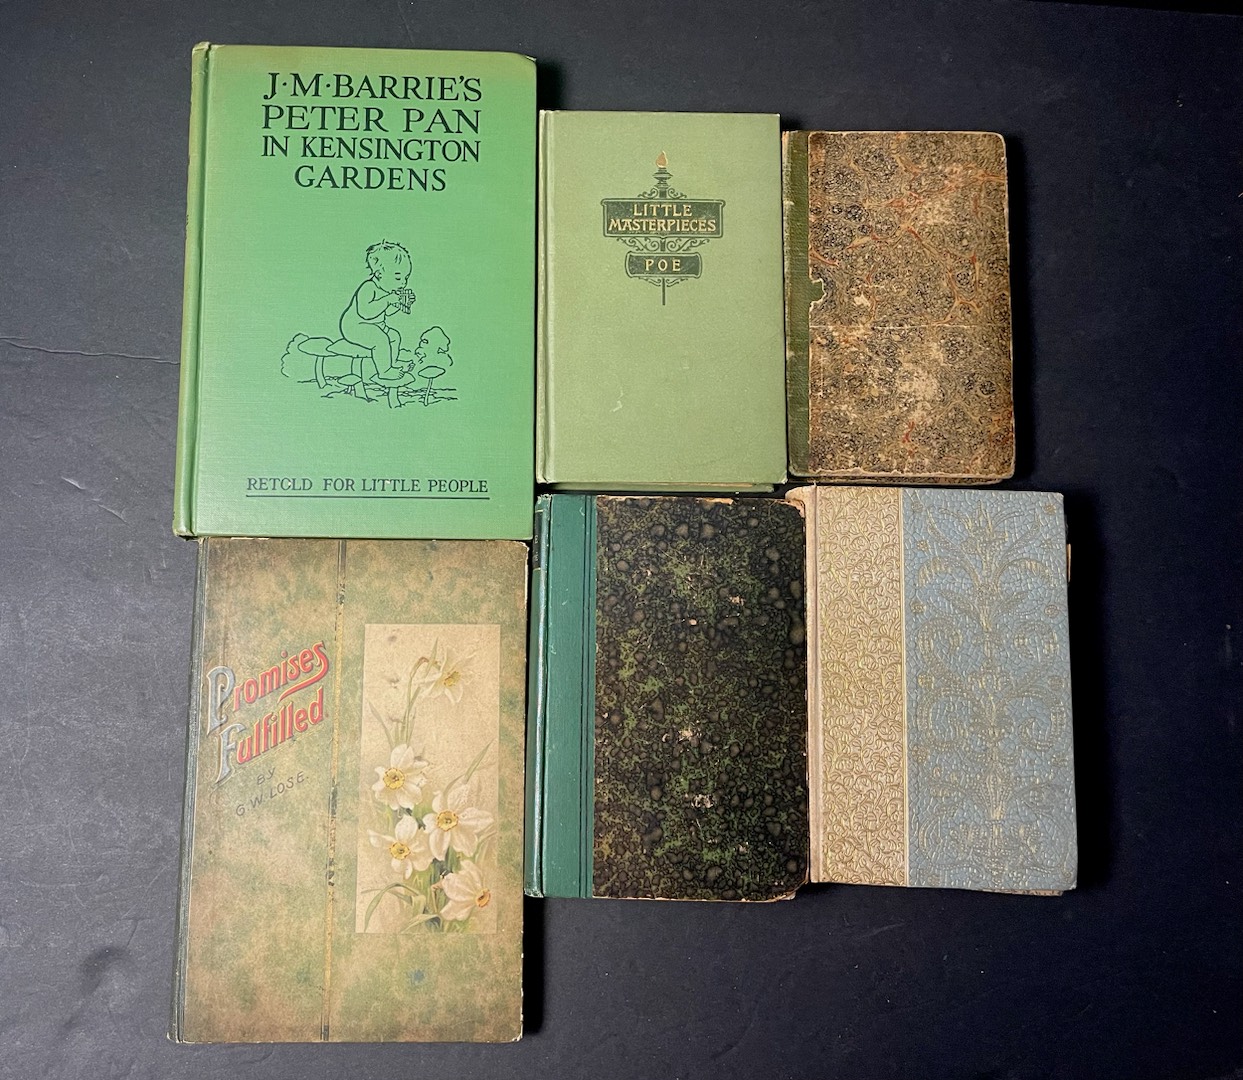 J·M·BARRIE'S
PETER PAN
IN KENSINGTON
GARDENS
RETOLD FOR LITTLE PEOPLE
LITTLE
MASTERPIECES
POE
Promises
Fulfilled
BY
G.W. LOSE.